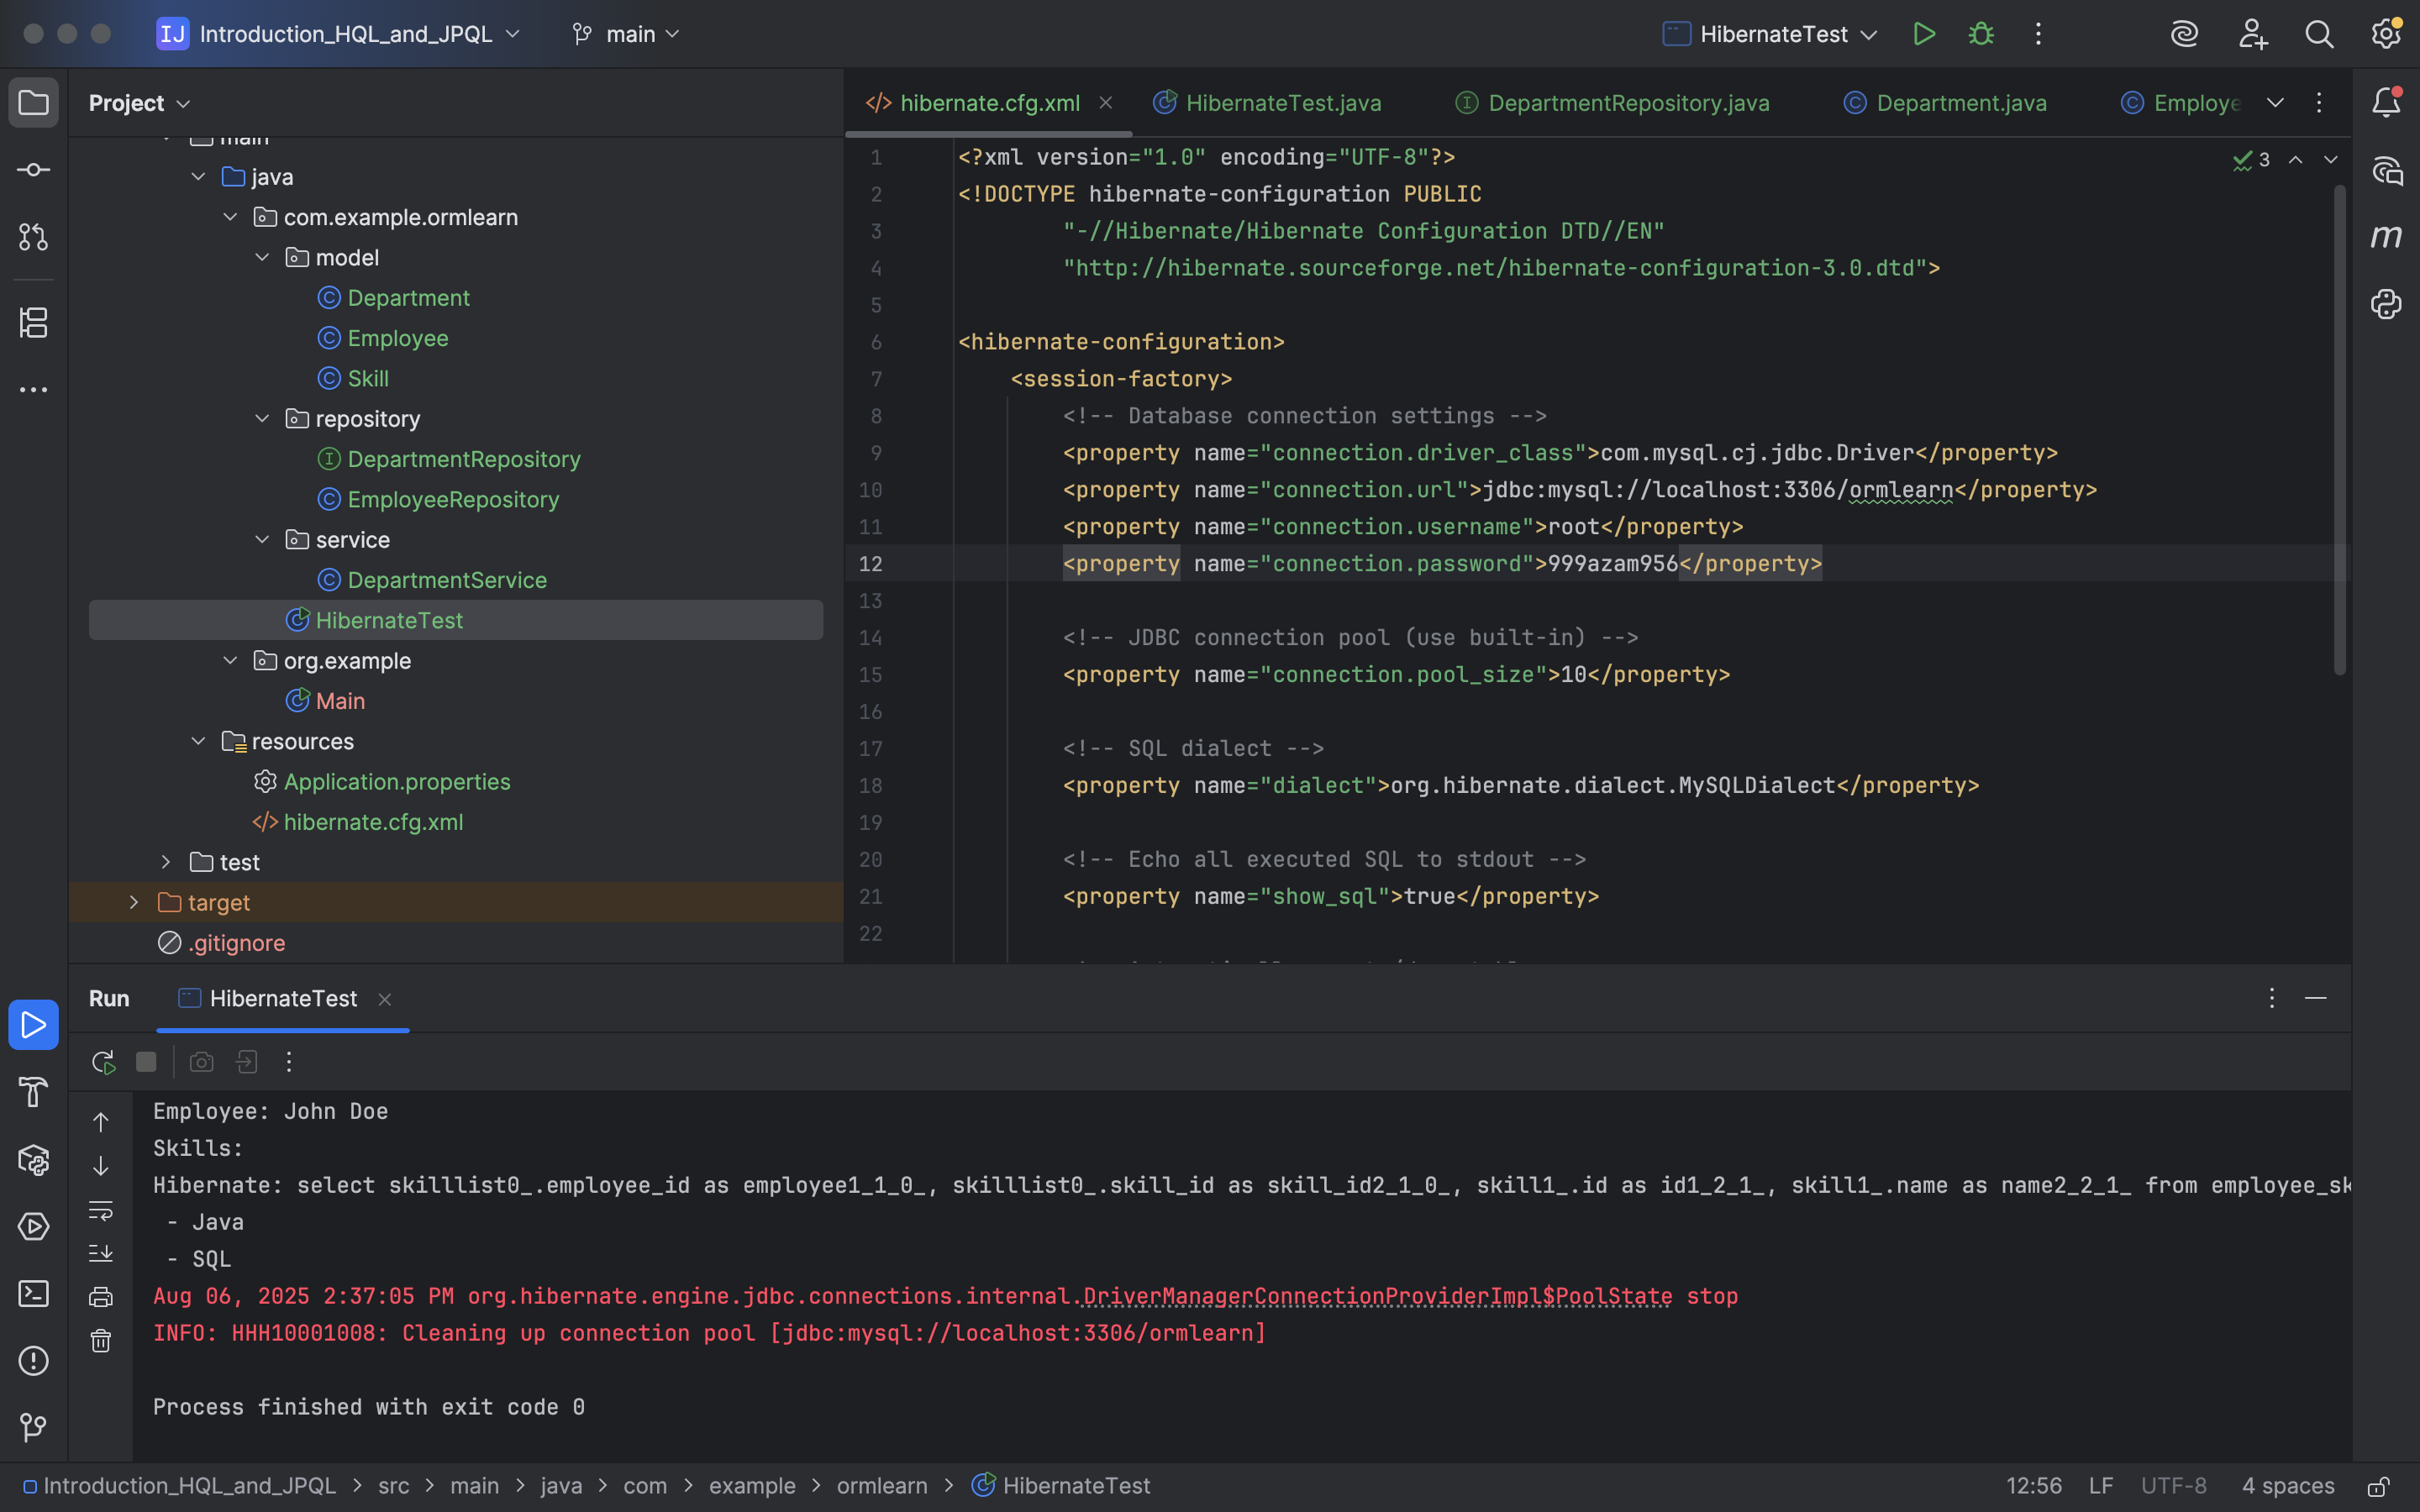 IJ Introduction_HQL_and_JPQL main HibernateTest
Project
main
java
com.example.ormlearn
model
Department
Employee
Skill
repository
DepartmentRepository
EmployeeRepository
service
DepartmentService
HibernateTest
org.example
Main
resources
Application.properties
hibernate.cfg.xml
test
target
.gitignore
hibernate.cfg.xml HibernateTest.java DepartmentRepository.java Department.java Employe
3
1 <?xml version="1.0" encoding="UTF-8"?>
2 <!DOCTYPE hibernate-configuration PUBLIC
3 "-//Hibernate/Hibernate Configuration DTD//EN"
4 "http://hibernate.sourceforge.net/hibernate-configuration-3.0.dtd">
5
6 <hibernate-configuration>
7 <session-factory>
8 <!-- Database connection settings -->
9 <property name="connection.driver_class">com.mysql.cj.jdbc.Driver</property>
10 <property name="connection.url">jdbc:mysql://localhost:3306/ormlearn</property>
11 <property name="connection.username">root</property>
12 <property name="connection.password">999azam956</property>
13
14 <!-- JDBC connection pool (use built-in) -->
15 <property name="connection.pool_size">10</property>
16
17 <!-- SQL dialect -->
18 <property name="dialect">org.hibernate.dialect.MySQLDialect</property>
19
20 <!-- Echo all executed SQL to stdout -->
21 <property name="show_sql">true</property>
22
Run HibernateTest
Employee: John Doe
Skills:
Hibernate: select skilllist0_.employee_id as employee1_1_0_, skilllist0_.skill_id as skill_id2_1_0_, skill1_.id as id1_2_1_, skill1_.name as name2_2_1_ from employee_sk
- Java
- SQL
Aug 06, 2025 2:37:05 PM org.hibernate.engine.jdbc.connections.internal.DriverManagerConnectionProviderImpl$PoolState stop
INFO: HHH10001008: Cleaning up connection pool [jdbc:mysql://localhost:3306/ormlearn]
Process finished with exit code 0
Introduction_HQL_and_JPQL > src > main > java > com > example > ormlearn > HibernateTest 12:56 LF UTF-8 4 spaces